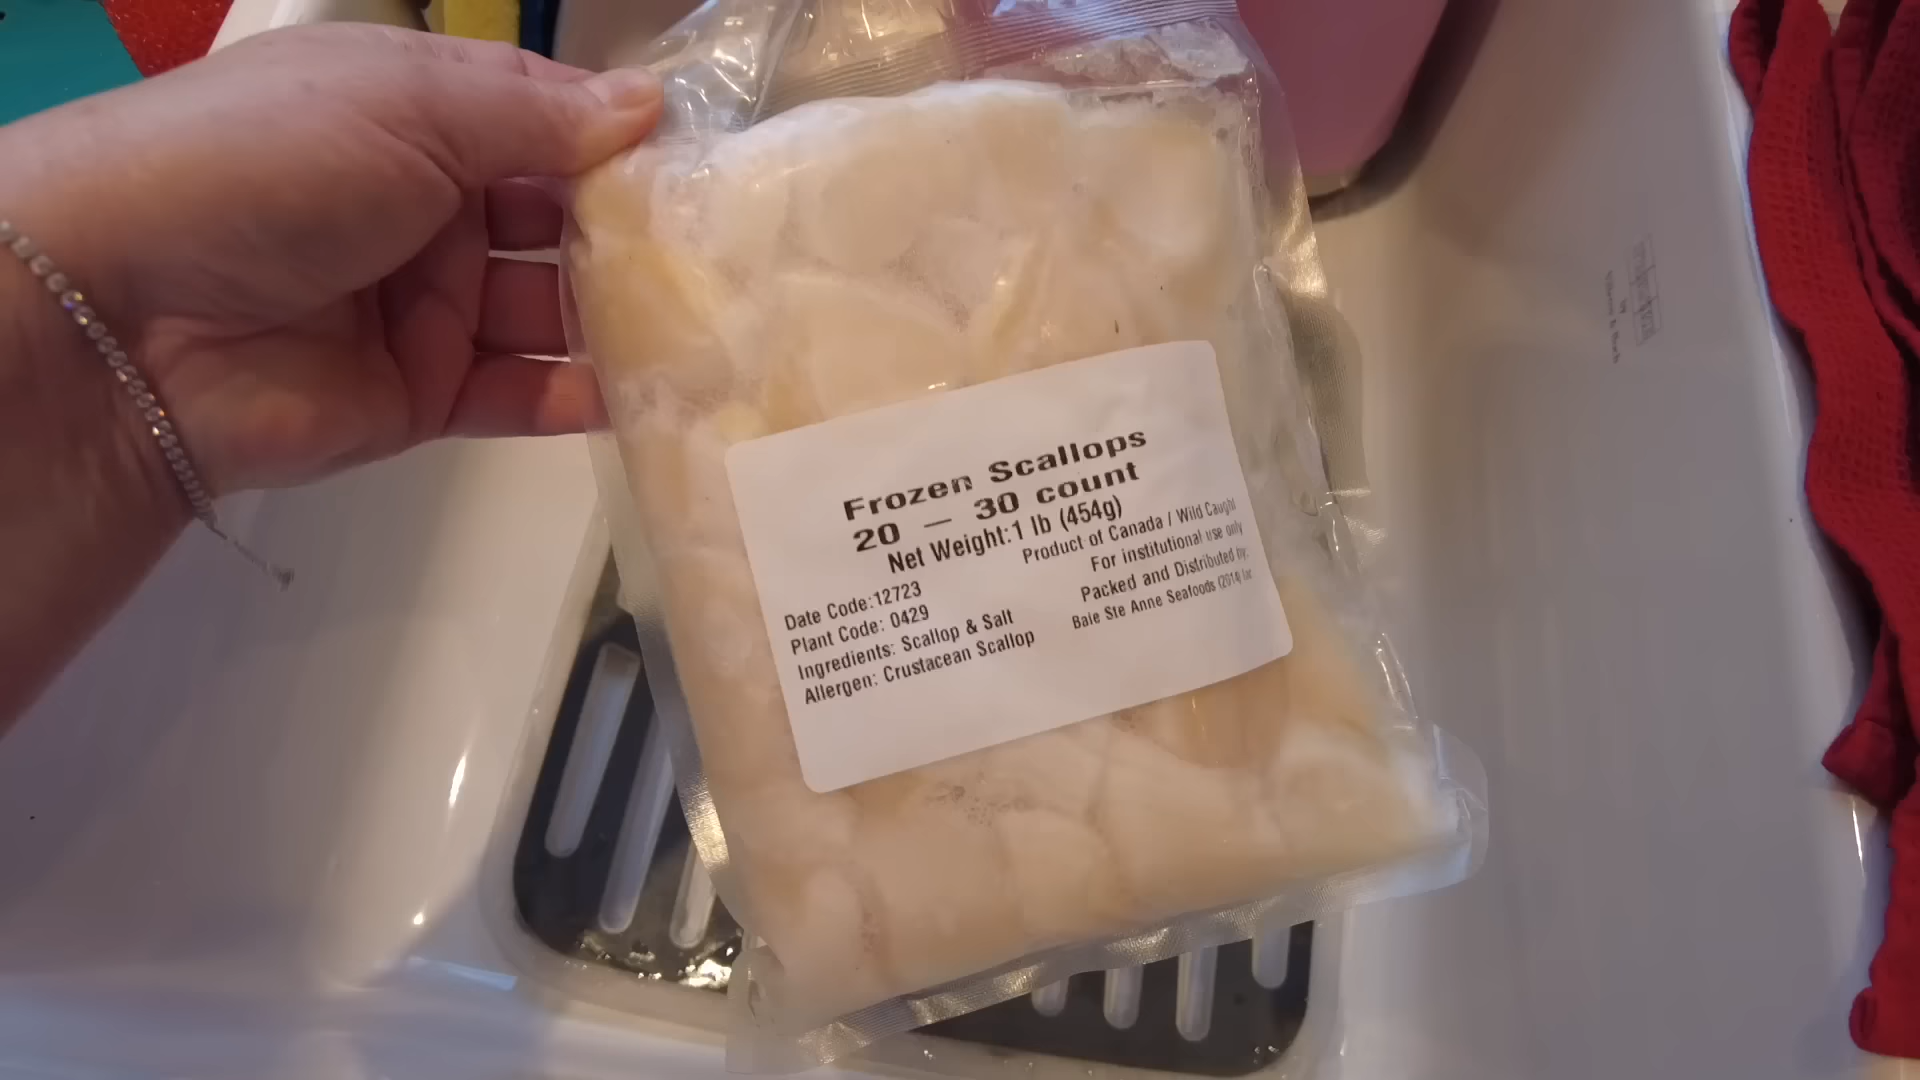 Frozen Scallops
20 – 30 count
Net Weight:1 lb (454g)
Product of Canada / Wild Caught
For institutional use only
Packed and Distributed by:
Baie Ste Anne Seafoods (2014) Inc
Date Code:12723
Plant Code: 0429
Ingredients: Scallop & Salt
Allergen: Crustacean Scallop